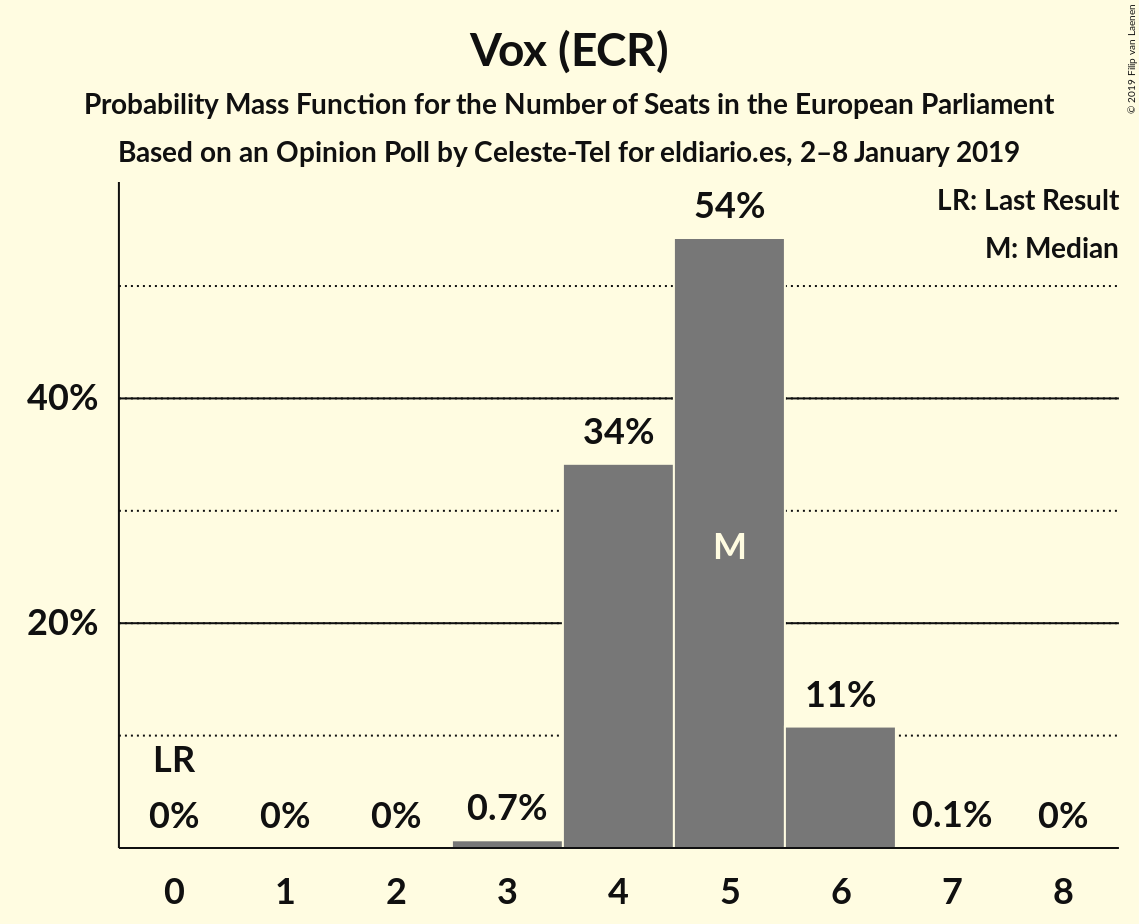 Vox (ECR)
Probability Mass Function for the Number of Seats in the European Parliament
Based on an Opinion Poll by Celeste-Tel for eldiario.es, 2–8 January 2019
© 2019 Filip van Laenen
LR: Last Result
M: Median
54%
40%
34%
M
20%
11%
LR
0%
0%
0%
0.7%
0.1%
0%
0 1 2 3 4 5 6 7 8